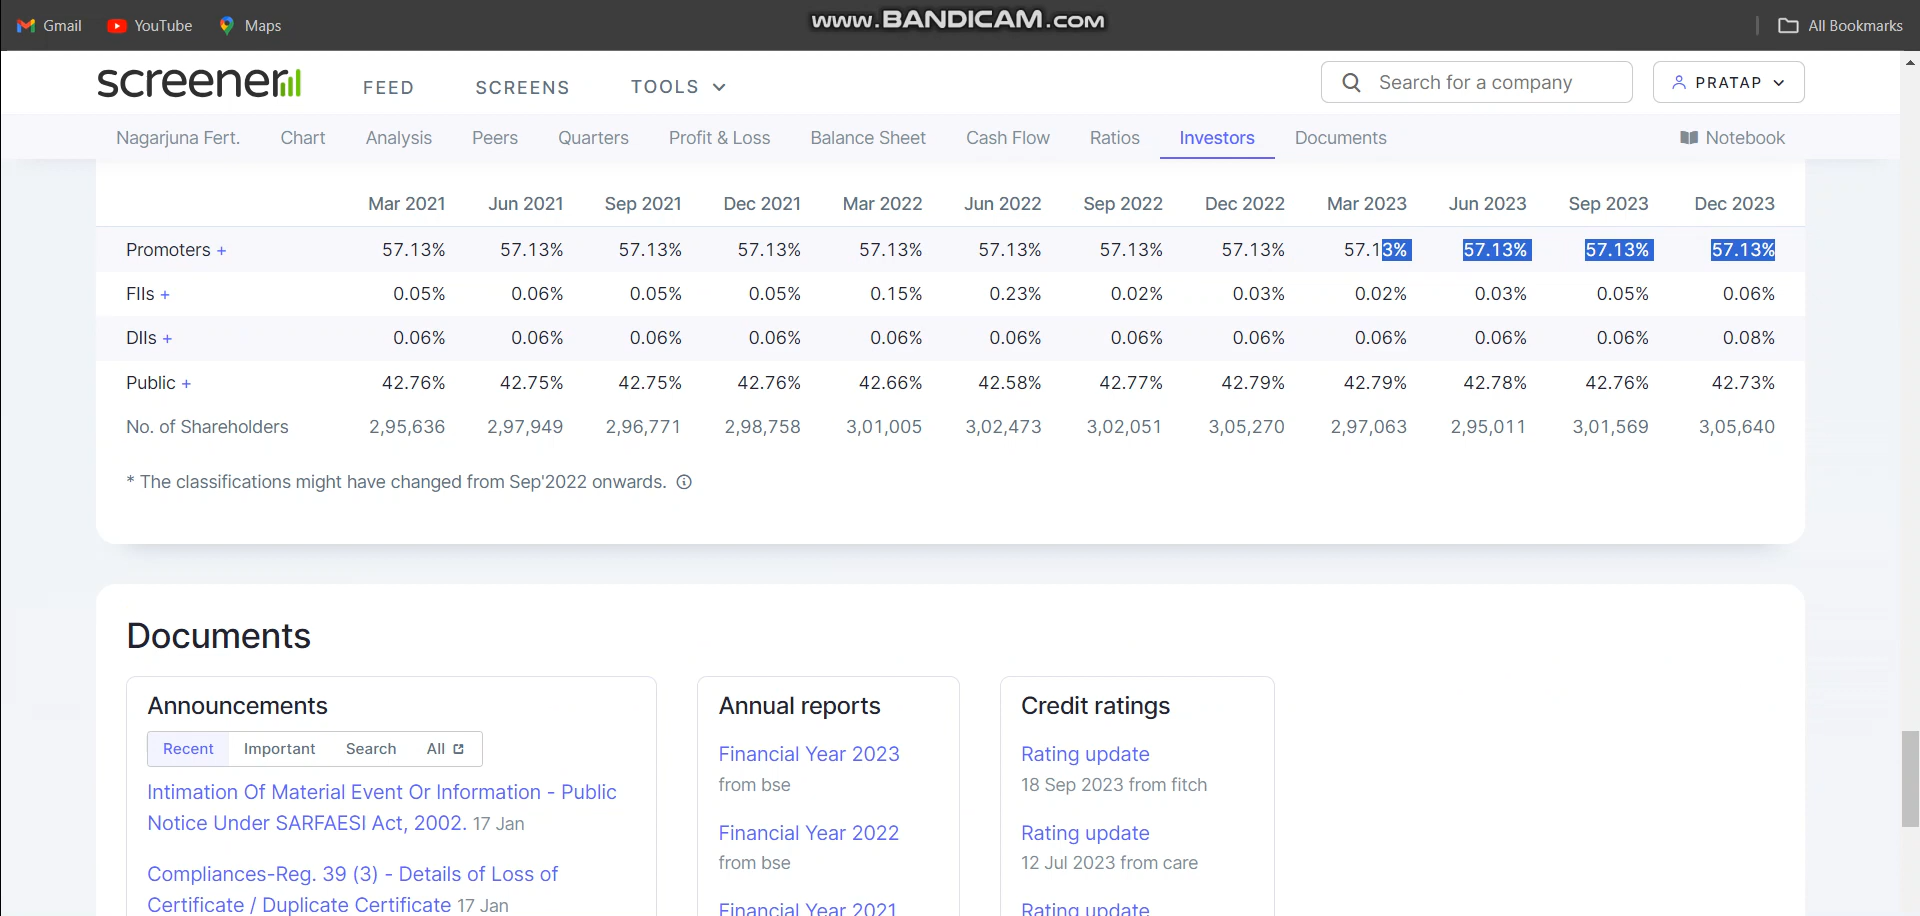 Gmail YouTube Maps www.BANDICAM.com All Bookmarks
screener FEED SCREENS TOOLS Search for a company PRATAP
Nagarjuna Fert. Chart Analysis Peers Quarters Profit & Loss Balance Sheet Cash Flow Ratios Investors Documents Notebook
Mar 2021 Jun 2021 Sep 2021 Dec 2021 Mar 2022 Jun 2022 Sep 2022 Dec 2022 Mar 2023 Jun 2023 Sep 2023 Dec 2023
Promoters + 57.13% 57.13% 57.13% 57.13% 57.13% 57.13% 57.13% 57.13% 57.13% 57.13% 57.13% 57.13%
FIIs + 0.05% 0.06% 0.05% 0.05% 0.15% 0.23% 0.02% 0.03% 0.02% 0.03% 0.05% 0.06%
DIIs + 0.06% 0.06% 0.06% 0.06% 0.06% 0.06% 0.06% 0.06% 0.06% 0.06% 0.06% 0.08%
Public + 42.76% 42.75% 42.75% 42.76% 42.66% 42.58% 42.77% 42.79% 42.79% 42.78% 42.76% 42.73%
No. of Shareholders 2,95,636 2,97,949 2,96,771 2,98,758 3,01,005 3,02,473 3,02,051 3,05,270 2,97,063 2,95,011 3,01,569 3,05,640
* The classifications might have changed from Sep'2022 onwards.
Documents
Announcements
Recent Important Search All
Intimation Of Material Event Or Information - Public
Notice Under SARFAESI Act, 2002. 17 Jan
Compliances-Reg. 39 (3) - Details of Loss of
Certificate / Duplicate Certificate 17 Jan
Annual reports
Financial Year 2023
from bse
Financial Year 2022
from bse
Financial Year 2021
Credit ratings
Rating update
18 Sep 2023 from fitch
Rating update
12 Jul 2023 from care
Rating update